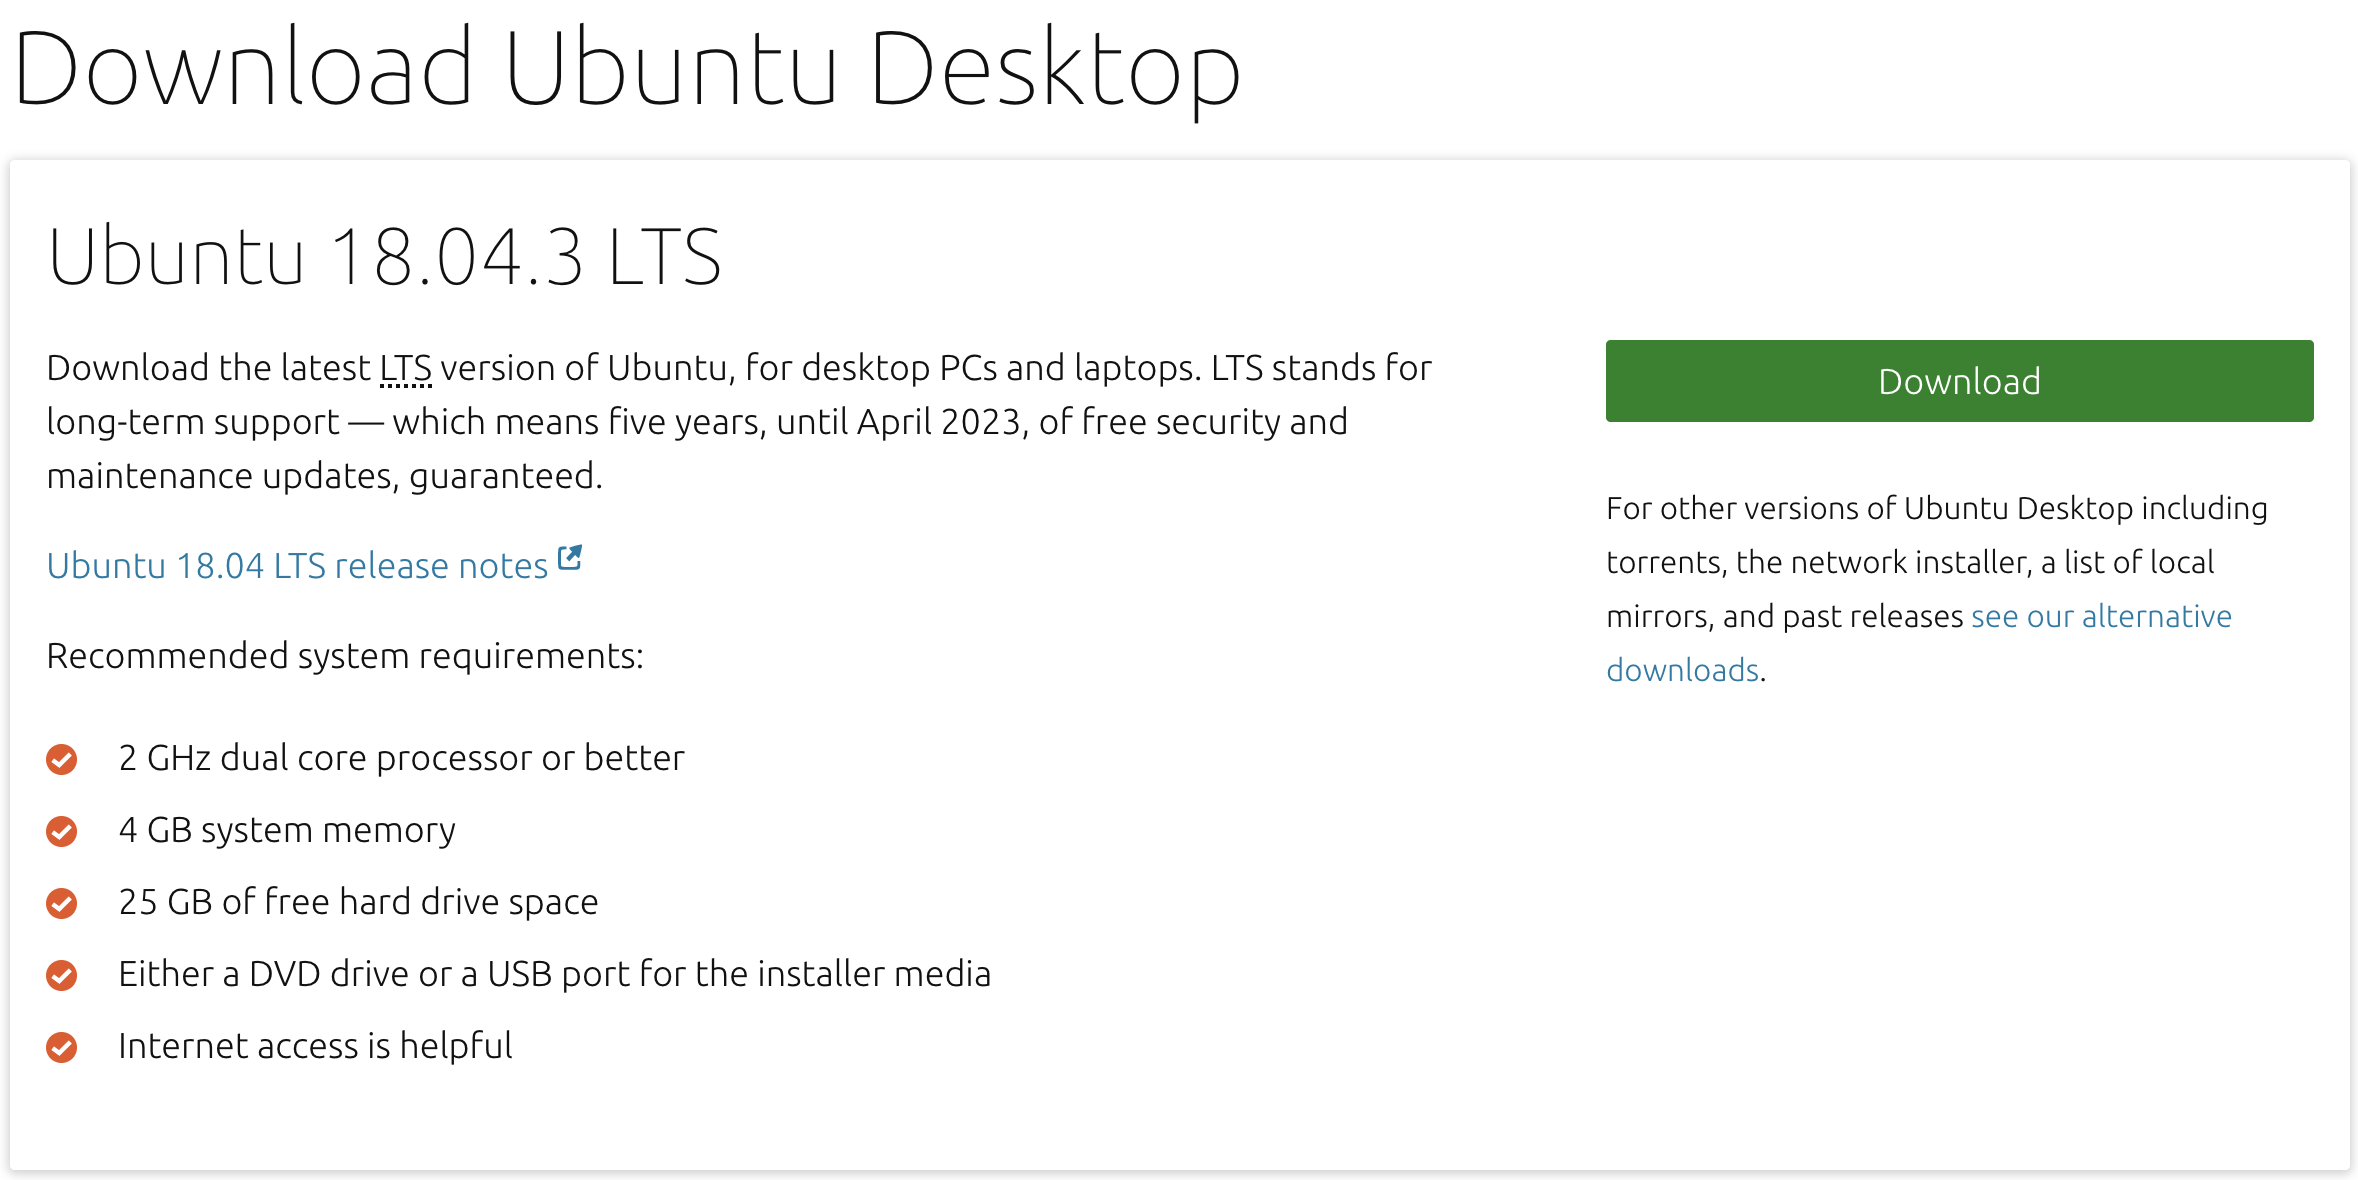 Download Ubuntu Desktop
Ubuntu 18.04.3 LTS
Download the latest LTS version of Ubuntu, for desktop PCs and laptops. LTS stands for
long-term support — which means five years, until April 2023, of free security and
maintenance updates, guaranteed.
Ubuntu 18.04 LTS release notes
Recommended system requirements:
2 GHz dual core processor or better
4 GB system memory
25 GB of free hard drive space
Either a DVD drive or a USB port for the installer media
Internet access is helpful
Download
For other versions of Ubuntu Desktop including
torrents, the network installer, a list of local
mirrors, and past releases see our alternative
downloads.